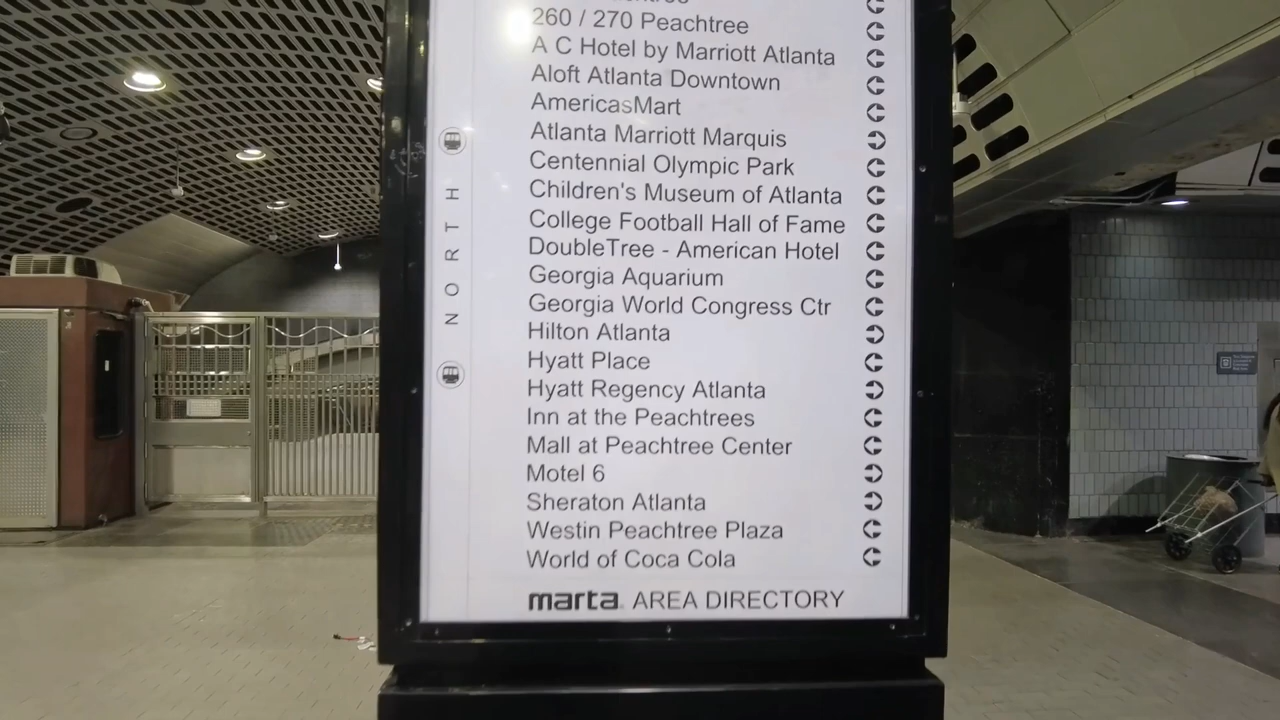 260 / 270 Peachtree
A C Hotel by Marriott Atlanta
Aloft Atlanta Downtown
AmericasMart
Atlanta Marriott Marquis
Centennial Olympic Park
Children's Museum of Atlanta
College Football Hall of Fame
DoubleTree - American Hotel
Georgia Aquarium
Georgia World Congress Ctr
Hilton Atlanta
Hyatt Place
Hyatt Regency Atlanta
Inn at the Peachtrees
Mall at Peachtree Center
Motel 6
Sheraton Atlanta
Westin Peachtree Plaza
World of Coca Cola
marta AREA DIRECTORY
NORTH